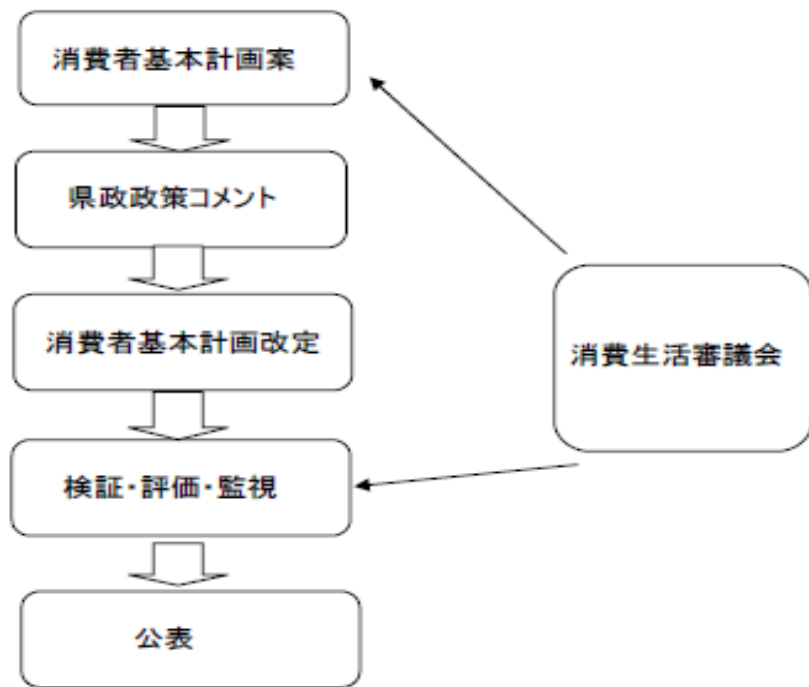 消費者基本計画案
県政政策コメント
消費者基本計画改定
消費生活審議会
検証・評価・監視
公表